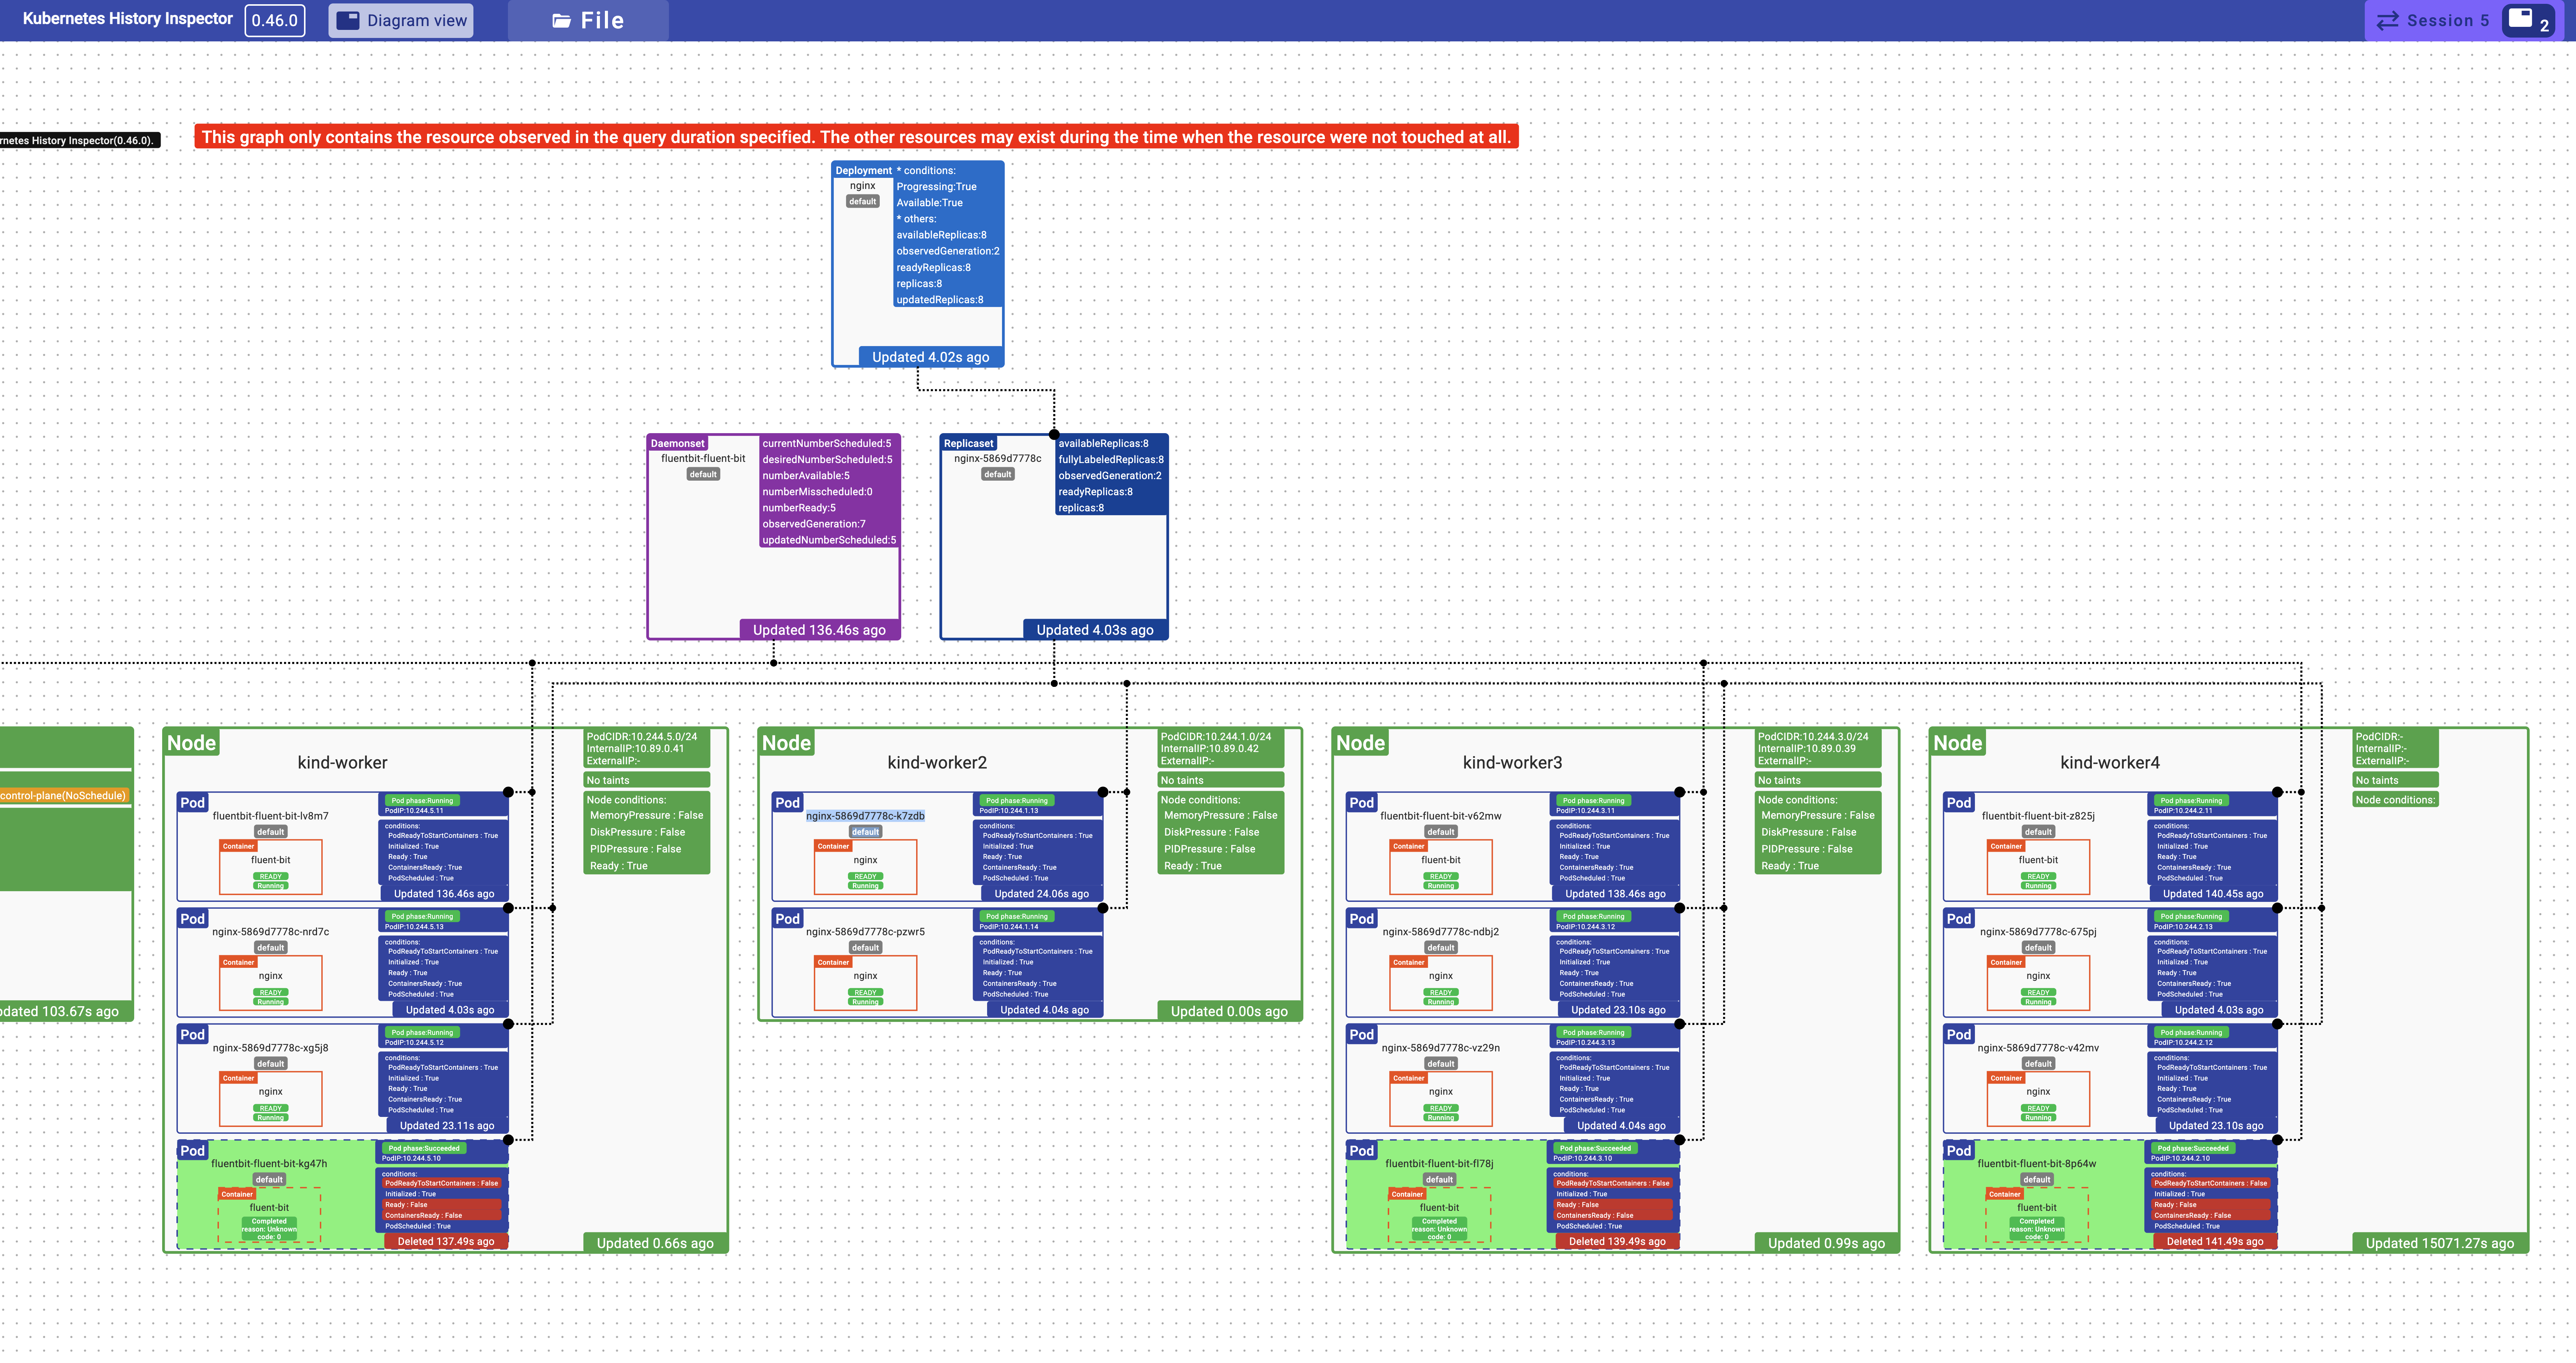 Kubernetes History Inspector
0.46.0
Diagram view
File
Session 5
2
rnetes History Inspector(0.46.0).
This graph only contains the resource observed in the query duration specified. The other resources may exist during the time when the resource were not touched at all.
Deployment
nginx
default
* conditions:
Progressing:True
Available:True
* others:
availableReplicas:8
observedGeneration:2
readyReplicas:8
replicas:8
updatedReplicas:8
Updated 4.02s ago
Daemonset
fluentbit-fluent-bit
default
currentNumberScheduled:5
desiredNumberScheduled:5
numberAvailable:5
numberMisscheduled:0
numberReady:5
observedGeneration:7
updatedNumberScheduled:5
Updated 136.46s ago
Replicaset
nginx-5869d7778c
default
availableReplicas:8
fullyLabeledReplicas:8
observedGeneration:2
readyReplicas:8
replicas:8
Updated 4.03s ago
control-plane(NoSchedule)
pdated 103.67s ago
Node
kind-worker
PodCIDR:10.244.5.0/24
InternalIP:10.89.0.41
ExternalIP:-
No taints
Node conditions:
MemoryPressure : False
DiskPressure : False
PIDPressure : False
Ready : True
Pod
fluentbit-fluent-bit-lv8m7
default
Container
fluent-bit
READY
Running
Pod phase:Running
PodIP:10.244.5.11
conditions:
PodReadyToStartContainers : True
Initialized : True
Ready : True
ContainersReady : True
PodScheduled : True
Updated 136.46s ago
Pod
nginx-5869d7778c-nrd7c
default
Container
nginx
READY
Running
Pod phase:Running
PodIP:10.244.5.13
conditions:
PodReadyToStartContainers : True
Initialized : True
Ready : True
ContainersReady : True
PodScheduled : True
Updated 4.03s ago
Pod
nginx-5869d7778c-xg5j8
default
Container
nginx
READY
Running
Pod phase:Running
PodIP:10.244.5.12
conditions:
PodReadyToStartContainers : True
Initialized : True
Ready : True
ContainersReady : True
PodScheduled : True
Updated 23.11s ago
Pod
fluentbit-fluent-bit-kg47h
default
Container
fluent-bit
Completed
reason: Unknown
code: 0
Pod phase:Succeeded
PodIP:10.244.5.10
conditions:
PodReadyToStartContainers : False
Initialized : True
Ready : False
ContainersReady : False
PodScheduled : True
Deleted 137.49s ago
Updated 0.66s ago
Node
kind-worker2
PodCIDR:10.244.1.0/24
InternalIP:10.89.0.42
ExternalIP:-
No taints
Node conditions:
MemoryPressure : False
DiskPressure : False
PIDPressure : False
Ready : True
Pod
nginx-5869d7778c-k7zdb
default
Container
nginx
READY
Running
Pod phase:Running
PodIP:10.244.1.13
conditions:
PodReadyToStartContainers : True
Initialized : True
Ready : True
ContainersReady : True
PodScheduled : True
Updated 24.06s ago
Pod
nginx-5869d7778c-pzwr5
default
Container
nginx
READY
Running
Pod phase:Running
PodIP:10.244.1.14
conditions:
PodReadyToStartContainers : True
Initialized : True
Ready : True
ContainersReady : True
PodScheduled : True
Updated 4.04s ago
Updated 0.00s ago
Node
kind-worker3
PodCIDR:10.244.3.0/24
InternalIP:10.89.0.39
ExternalIP:-
No taints
Node conditions:
MemoryPressure : False
DiskPressure : False
PIDPressure : False
Ready : True
Pod
fluentbit-fluent-bit-v62mw
default
Container
fluent-bit
READY
Running
Pod phase:Running
PodIP:10.244.3.11
conditions:
PodReadyToStartContainers : True
Initialized : True
Ready : True
ContainersReady : True
PodScheduled : True
Updated 138.46s ago
Pod
nginx-5869d7778c-ndbj2
default
Container
nginx
READY
Running
Pod phase:Running
PodIP:10.244.3.12
conditions:
PodReadyToStartContainers : True
Initialized : True
Ready : True
ContainersReady : True
PodScheduled : True
Updated 23.10s ago
Pod
nginx-5869d7778c-vz29n
default
Container
nginx
READY
Running
Pod phase:Running
PodIP:10.244.3.13
conditions:
PodReadyToStartContainers : True
Initialized : True
Ready : True
ContainersReady : True
PodScheduled : True
Updated 4.04s ago
Pod
fluentbit-fluent-bit-fl78j
default
Container
fluent-bit
Completed
reason: Unknown
code: 0
Pod phase:Succeeded
PodIP:10.244.3.10
conditions:
PodReadyToStartContainers : False
Initialized : True
Ready : False
ContainersReady : False
PodScheduled : True
Deleted 139.49s ago
Updated 0.99s ago
Node
kind-worker4
PodCIDR:-
InternalIP:-
ExternalIP:-
No taints
Node conditions:
Pod
fluentbit-fluent-bit-z825j
default
Container
fluent-bit
READY
Running
Pod phase:Running
PodIP:10.244.2.11
conditions:
PodReadyToStartContainers : True
Initialized : True
Ready : True
ContainersReady : True
PodScheduled : True
Updated 140.45s ago
Pod
nginx-5869d7778c-675pj
default
Container
nginx
READY
Running
Pod phase:Running
PodIP:10.244.2.13
conditions:
PodReadyToStartContainers : True
Initialized : True
Ready : True
ContainersReady : True
PodScheduled : True
Updated 4.03s ago
Pod
nginx-5869d7778c-v42mv
default
Container
nginx
READY
Running
Pod phase:Running
PodIP:10.244.2.12
conditions:
PodReadyToStartContainers : True
Initialized : True
Ready : True
ContainersReady : True
PodScheduled : True
Updated 23.10s ago
Pod
fluentbit-fluent-bit-8p64w
default
Container
fluent-bit
Completed
reason: Unknown
code: 0
Pod phase:Succeeded
PodIP:10.244.2.10
conditions:
PodReadyToStartContainers : False
Initialized : True
Ready : False
ContainersReady : False
PodScheduled : True
Deleted 141.49s ago
Updated 15071.27s ago